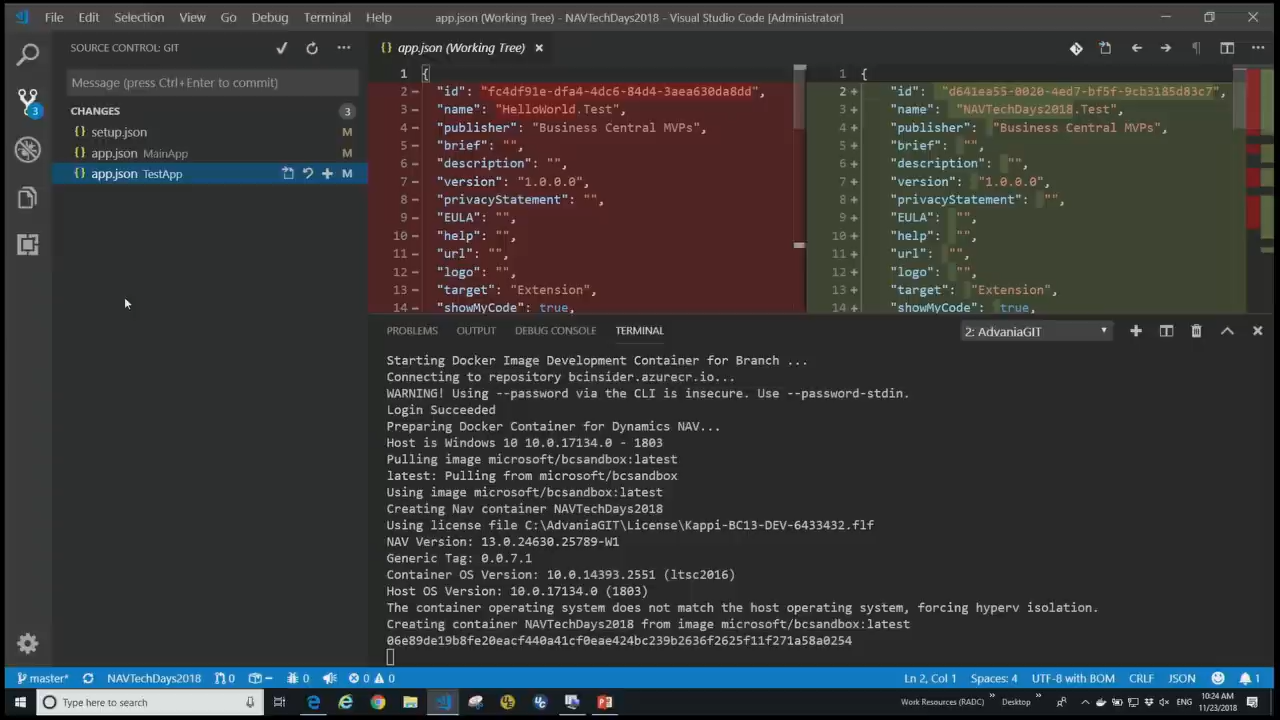 File Edit Selection View Go Debug Terminal Help app.json (Working Tree) - NAVTechDays2018 - Visual Studio Code [Administrator]
SOURCE CONTROL: GIT
Message (press Ctrl+Enter to commit)
CHANGES 3
setup.json M
app.json MainApp M
app.json TestApp M
3
app.json (Working Tree)
1 {
2 "id": "fc4df91e-dfa4-4dc6-84d4-3aea630da8dd",
3 "name": "HelloWorld.Test",
4 "publisher": "Business Central MVPs",
5 "brief": "",
6 "description": "",
7 "version": "1.0.0.0",
8 "privacyStatement": "",
9 "EULA": "",
10 "help": "",
11 "url": "",
12 "logo": "",
13 "target": "Extension",
14 "showMyCode": true,
1 {
2 "id": "d641ea55-0020-4ed7-bf5f-9cb3185d83c7",
3 "name": "NAVTechDays2018.Test",
4 "publisher": "Business Central MVPs",
5 "brief": "",
6 "description": "",
7 "version": "1.0.0.0",
8 "privacyStatement": "",
9 "EULA": "",
10 "help": "",
11 "url": "",
12 "logo": "",
13 "target": "Extension",
14 "showMyCode": true,
PROBLEMS OUTPUT DEBUG CONSOLE TERMINAL 2: AdvaniaGIT
Starting Docker Image Development Container for Branch ...
Connecting to repository bcinsider.azurecr.io...
WARNING! Using --password via the CLI is insecure. Use --password-stdin.
Login Succeeded
Preparing Docker Container for Dynamics NAV...
Host is Windows 10 10.0.17134.0 - 1803
Pulling image microsoft/bcsandbox:latest
latest: Pulling from microsoft/bcsandbox
Using image microsoft/bcsandbox:latest
Creating Nav container NAVTechDays2018
Using license file C:\AdvaniaGIT\License\Kappi-BC13-DEV-6433432.flf
NAV Version: 13.0.24630.25789-W1
Generic Tag: 0.0.7.1
Container OS Version: 10.0.14393.2551 (ltsc2016)
Host OS Version: 10.0.17134.0 (1803)
The container operating system does not match the host operating system, forcing hyperv isolation.
Creating container NAVTechDays2018 from image microsoft/bcsandbox:latest
06e89de19b8fe20eacf440a41cf0eae424bc239b2636f2625f11f271a58a0254
master* NAVTechDays2018 0 0 0 0 Ln 2, Col 1 Spaces: 4 UTF-8 with BOM CRLF JSON 1
Type here to search Work Resources (RADC) Desktop ENG 10:24 AM
11/23/2018